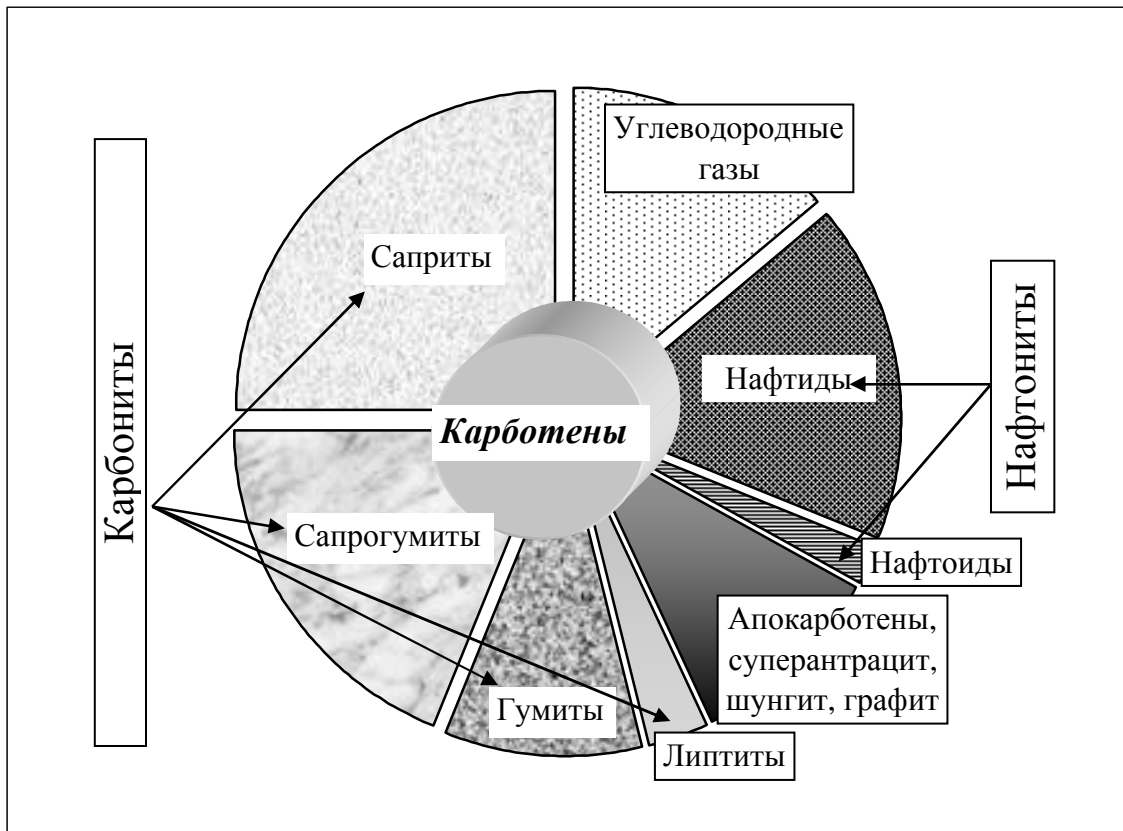 Углеводородные
газы
Карбониты
Саприты
Нафтиды
Нафтониты
Карботены
Сапрогумиты
Нафтоиды
Апокарботены,
суперантрацит,
шунгит, графит
Гумиты
Липтиты